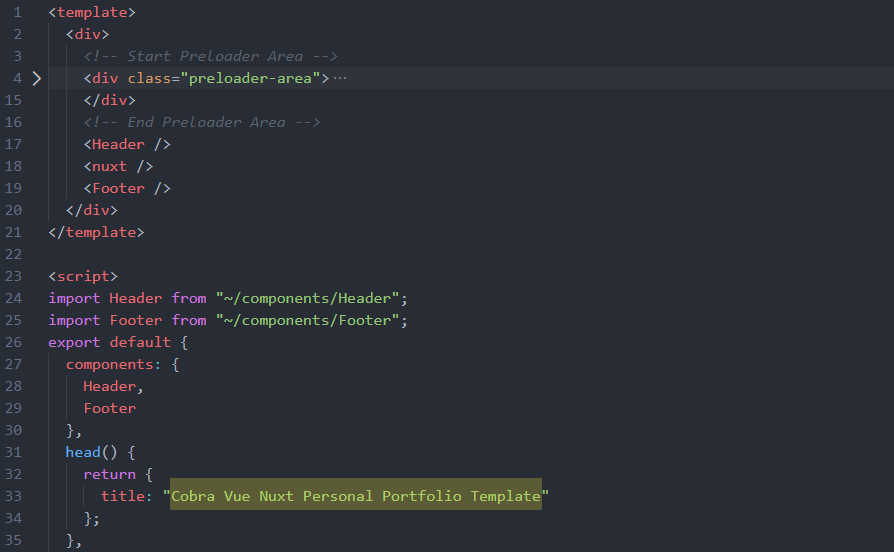 1 <template>
2   <div>
3     <!-- Start Preloader Area -->
4     <div class="preloader-area">···
15     </div>
16     <!-- End Preloader Area -->
17     <Header />
18     <nuxt />
19     <Footer />
20   </div>
21 </template>
22
23 <script>
24 import Header from "~/components/Header";
25 import Footer from "~/components/Footer";
26 export default {
27   components: {
28     Header,
29     Footer
30   },
31   head() {
32     return {
33       title: "Cobra Vue Nuxt Personal Portfolio Template"
34     };
35   },